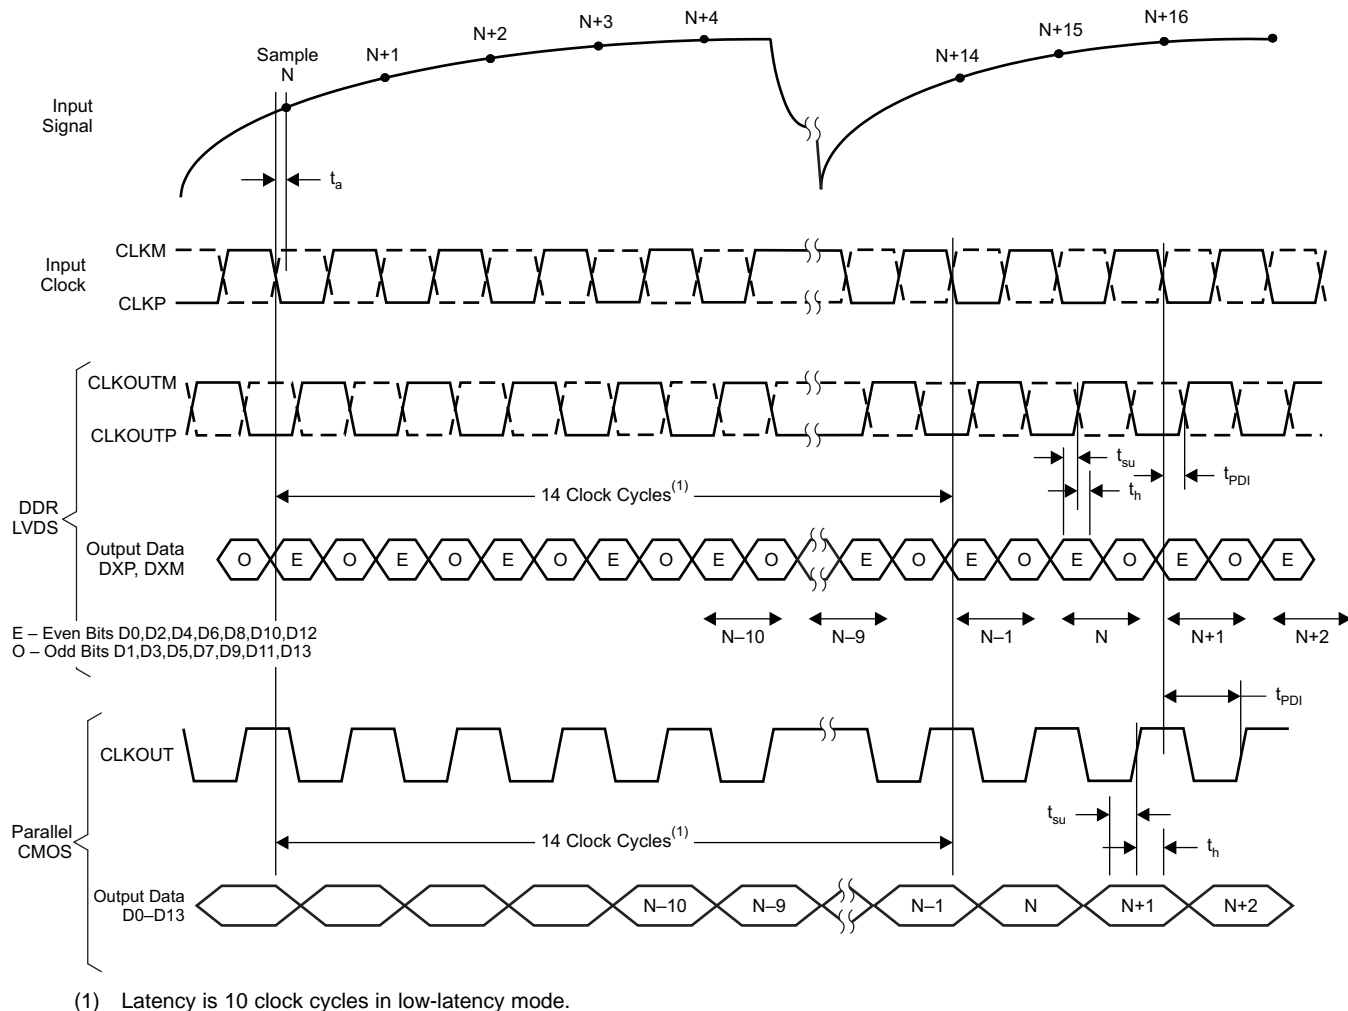 N+16
N+15
N+4
N+3
N+2
N+1
Sample
N
N+14
Input
Signal
ta
CLKM
Input
Clock
CLKP
CLKOUTM
CLKOUTP
tsu
tPDI
th
14 Clock Cycles(1)
DDR
LVDS
Output Data
DXP, DXM
O E O E O E O E O E O E O E O E O E O E
N–10 N–9 N–1 N N+1 N+2
E – Even Bits D0,D2,D4,D6,D8,D10,D12
O – Odd Bits D1,D3,D5,D7,D9,D11,D13
tPDI
CLKOUT
Parallel
CMOS
tsu
14 Clock Cycles(1)
th
Output Data
D0–D13
N–10 N–9 N–1 N N+1 N+2
(1) Latency is 10 clock cycles in low-latency mode.